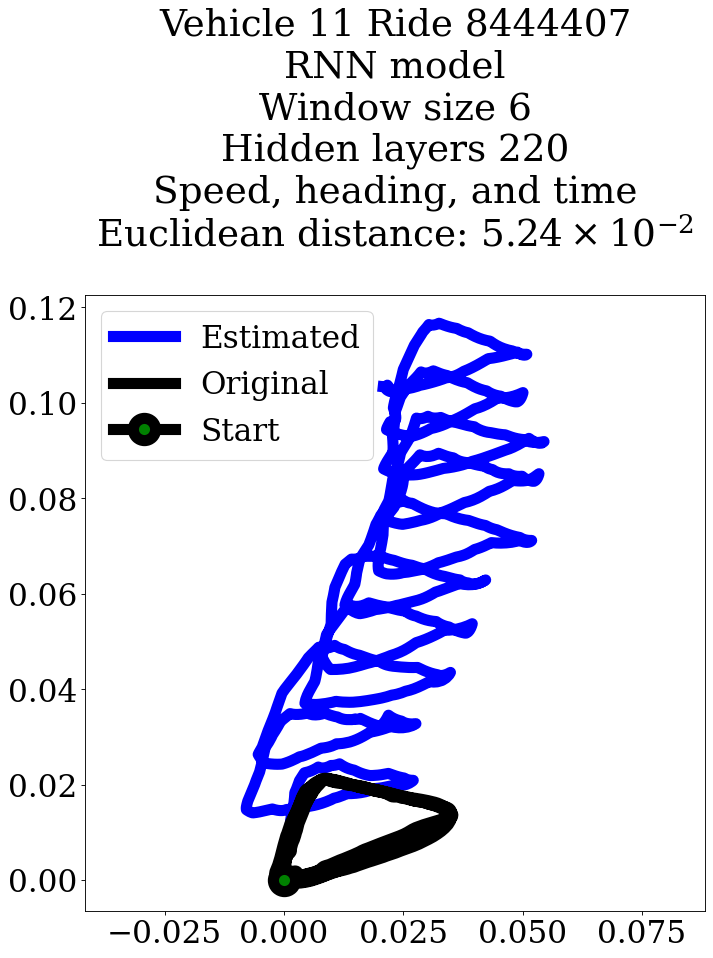 Vehicle 11 Ride 8444407
RNN model
Window size 6
Hidden layers 220
Speed, heading, and time
Euclidean distance: 5.24 × 10⁻²
0.12
0.10
0.08
0.06
0.04
0.02
0.00
Estimated
Original
Start
−0.025 0.000 0.025 0.050 0.075